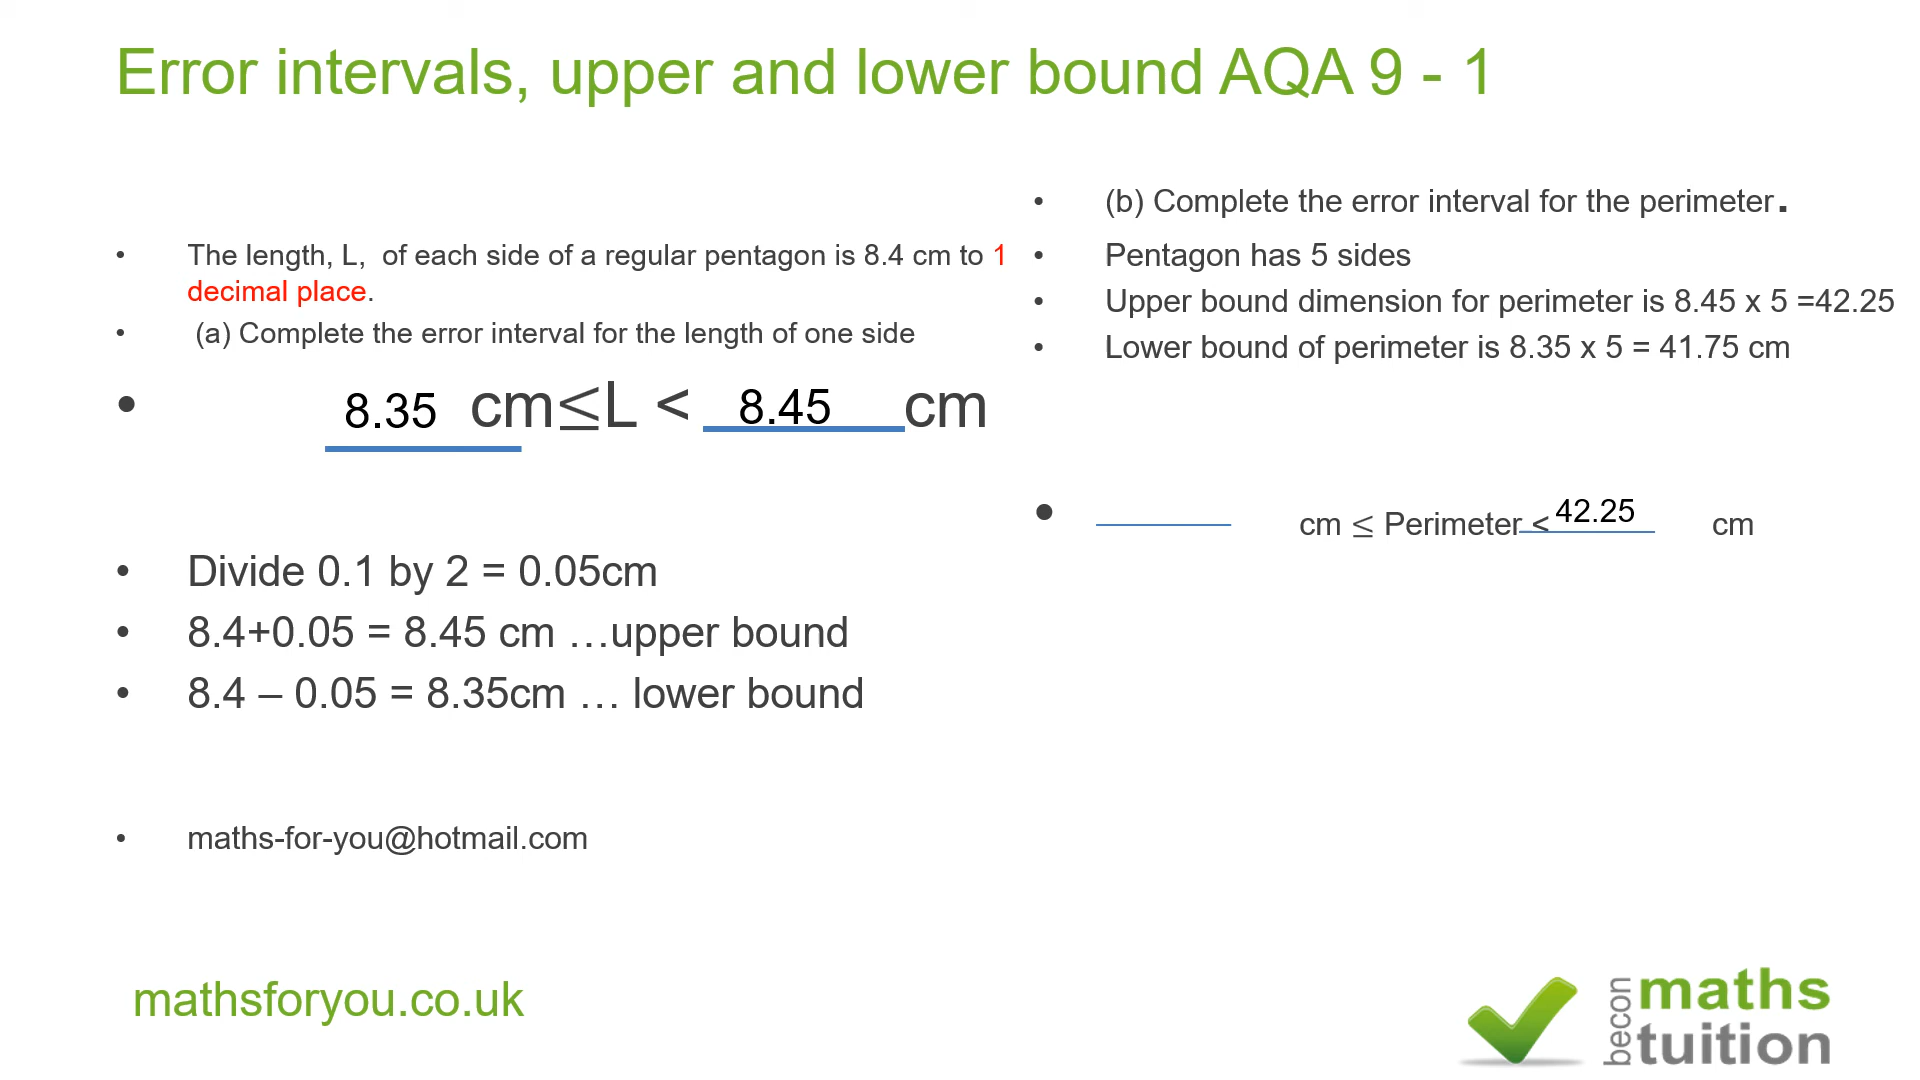 Error intervals, upper and lower bound AQA 9 - 1
• The length, L,  of each side of a regular pentagon is 8.4 cm to 1
decimal place.
• (a) Complete the error interval for the length of one side
• 8.35 cm≤L < 8.45 cm
• Divide 0.1 by 2 = 0.05cm
• 8.4+0.05 = 8.45 cm …upper bound
• 8.4 – 0.05 = 8.35cm … lower bound
• maths-for-you@hotmail.com
• (b) Complete the error interval for the perimeter.
• Pentagon has 5 sides
• Upper bound dimension for perimeter is 8.45 x 5 =42.25
• Lower bound of perimeter is 8.35 x 5 = 41.75 cm
• cm ≤ Perimeter < 42.25 cm
mathsforyou.co.uk
becon
maths
tuition